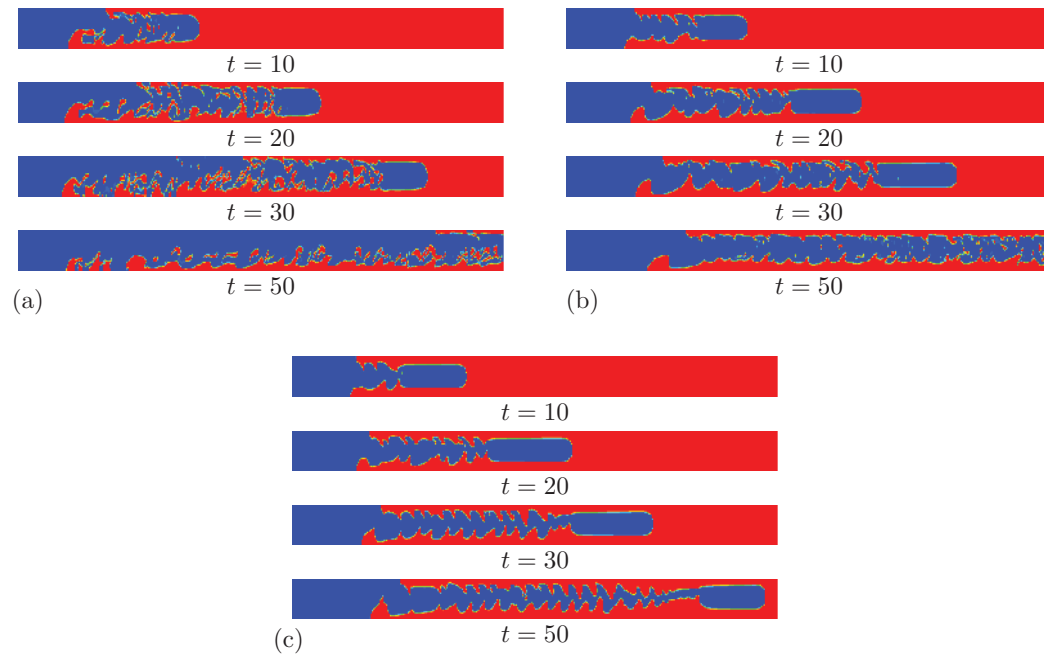 t = 10
t = 10
t = 20
t = 20
t = 30
t = 30
(a)
t = 50
(b)
t = 50
t = 10
t = 20
t = 30
(c)
t = 50